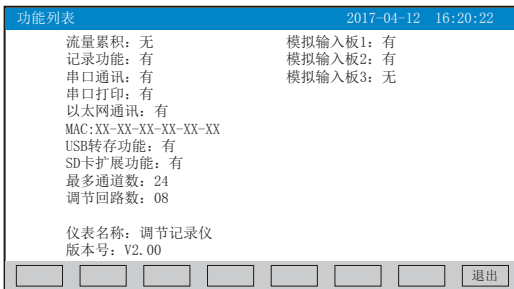 功能列表 2017-04-12 16:20:22
流量累积：无 模拟输入板1：有
记录功能：有 模拟输入板2：有
串口通讯：有 模拟输入板3：无
串口打印：有
以太网通讯：有
MAC:XX-XX-XX-XX-XX-XX
USB转存功能：有
SD卡扩展功能：有
最多通道数：24
调节回路数：08
仪表名称：调节记录仪
版本号：V2.00
退出